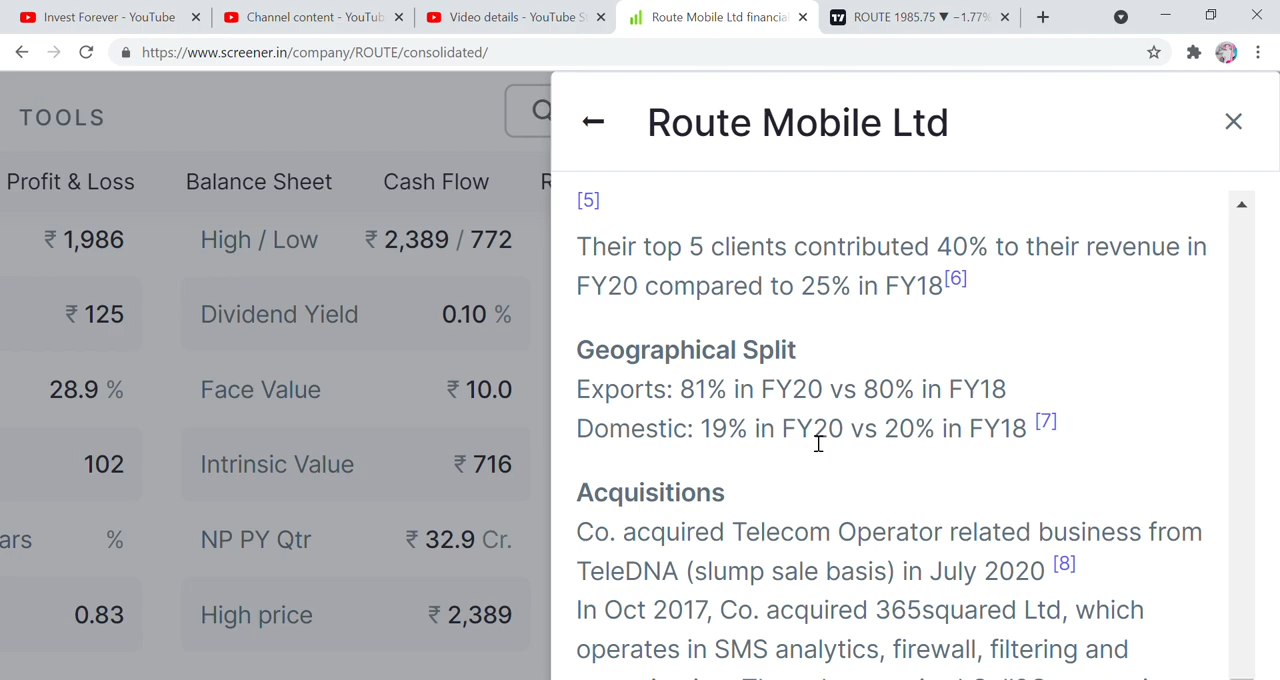 Invest Forever - YouTube
Channel content - YouTub
Video details - YouTube S
Route Mobile Ltd financia
ROUTE 1985.75 ▼ −1.77%
https://www.screener.in/company/ROUTE/consolidated/
TOOLS
Profit & Loss Balance Sheet Cash Flow
₹ 1,986 High / Low ₹ 2,389 / 772
₹ 125 Dividend Yield 0.10 %
28.9 % Face Value ₹ 10.0
102 Intrinsic Value ₹ 716
ars % NP PY Qtr ₹ 32.9 Cr.
0.83 High price ₹ 2,389
← Route Mobile Ltd
[5]
Their top 5 clients contributed 40% to their revenue in
FY20 compared to 25% in FY18[6]
Geographical Split
Exports: 81% in FY20 vs 80% in FY18
Domestic: 19% in FY20 vs 20% in FY18 [7]
Acquisitions
Co. acquired Telecom Operator related business from
TeleDNA (slump sale basis) in July 2020 [8]
In Oct 2017, Co. acquired 365squared Ltd, which
operates in SMS analytics, firewall, filtering and